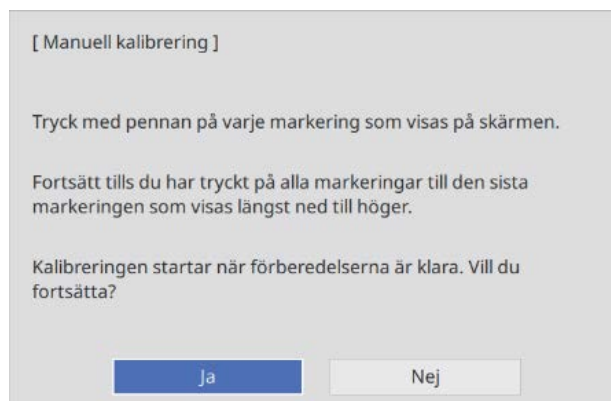 [ Manuell kalibrering ]
Tryck med pennan på varje markering som visas på skärmen.
Fortsätt tills du har tryckt på alla markeringar till den sista
markeringen som visas längst ned till höger.
Kalibreringen startar när förberedelserna är klara. Vill du
fortsätta?
Ja
Nej